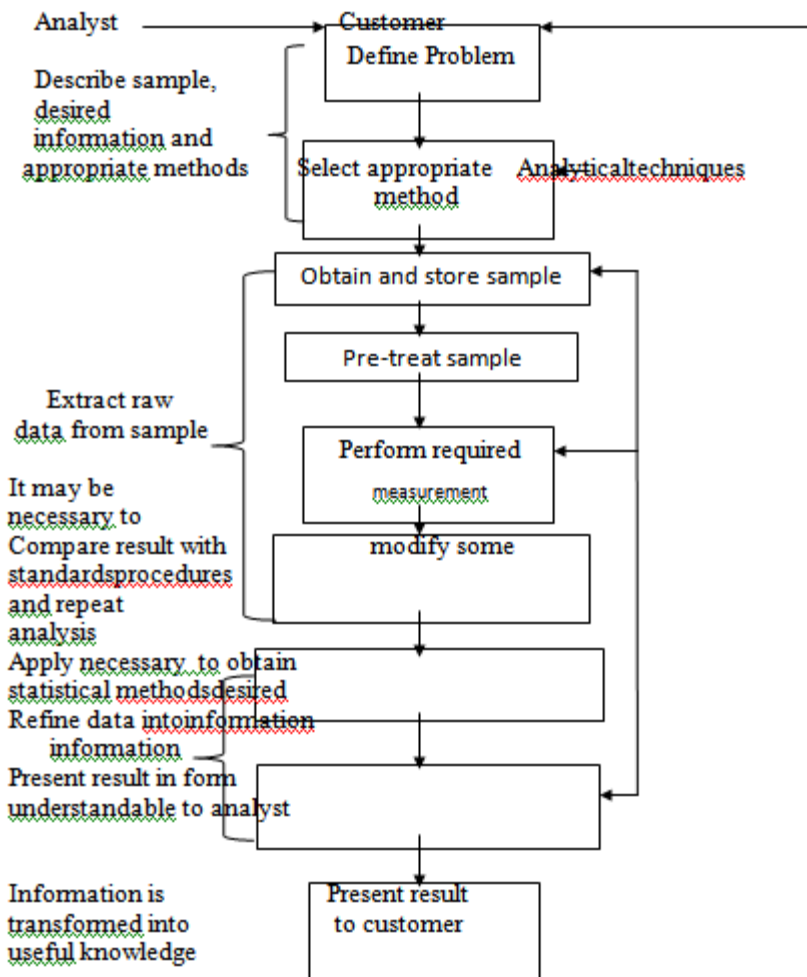 Analyst
Customer
Define Problem
Describe sample,
desired
information and
appropriate methods
Select appropriate
method
Analyticaltechniques
Obtain and store sample
Pre-treat sample
Extract raw
data from sample
Perform required
measurement
It may be
necessary to
modify some
Compare result with
standardsprocedures
and repeat
analysis
Apply necessary to obtain
statistical methodsdesired
Refine data intoinformation
information
Present result in form
understandable to analyst
Information is
transformed into
useful knowledge
Present result
to customer